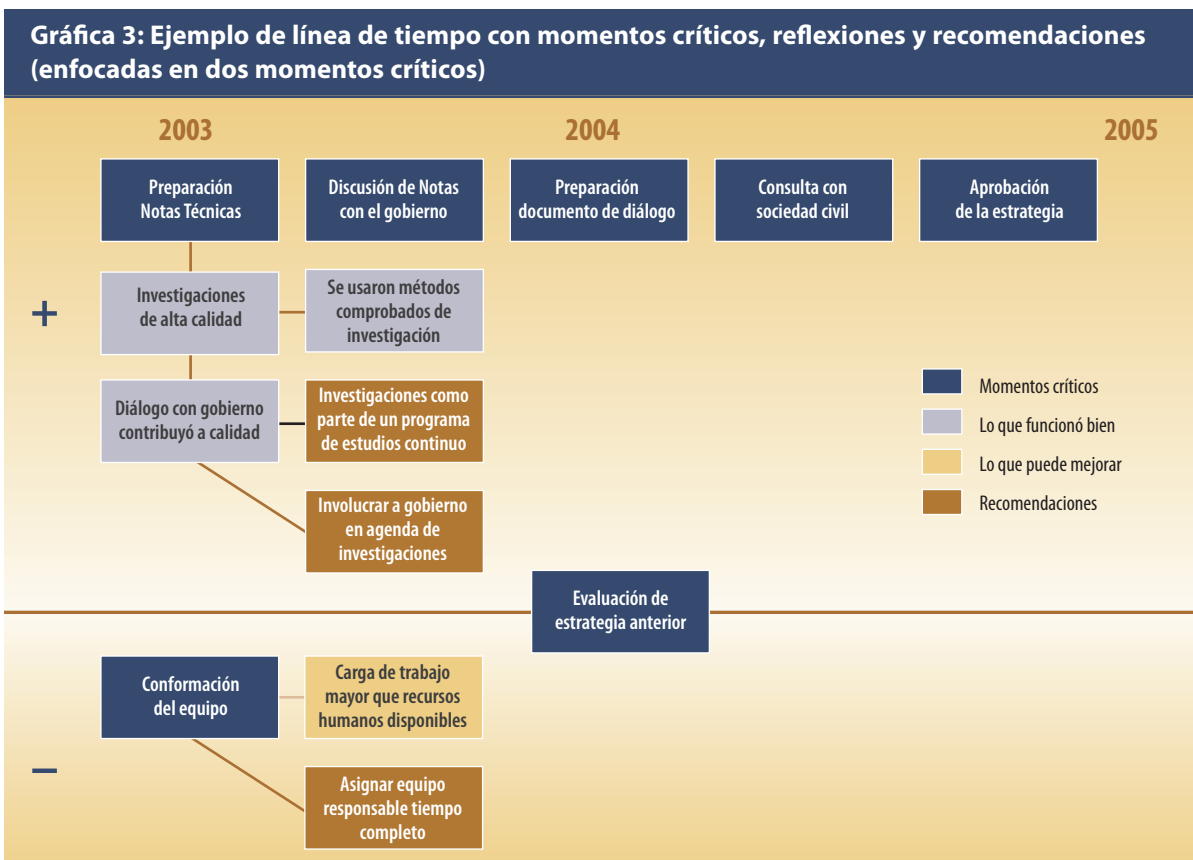 Gráfica 3: Ejemplo de línea de tiempo con momentos críticos, reflexiones y recomendaciones
(enfocadas en dos momentos críticos)
2003
2004
2005
Preparación
Notas Técnicas
Discusión de Notas
con el gobierno
Preparación
documento de diálogo
Consulta con
sociedad civil
Aprobación
de la estrategia
+
Investigaciones
de alta calidad
Se usaron métodos
comprobados de
investigación
Diálogo con gobierno
contribuyó a calidad
Investigaciones como
parte de un programa
de estudios continuo
Involucrar a gobierno
en agenda de
investigaciones
Momentos críticos
Lo que funcionó bien
Lo que puede mejorar
Recomendaciones
Evaluación de
estrategia anterior
Conformación
del equipo
Carga de trabajo
mayor que recursos
humanos disponibles
–
Asignar equipo
responsable tiempo
completo